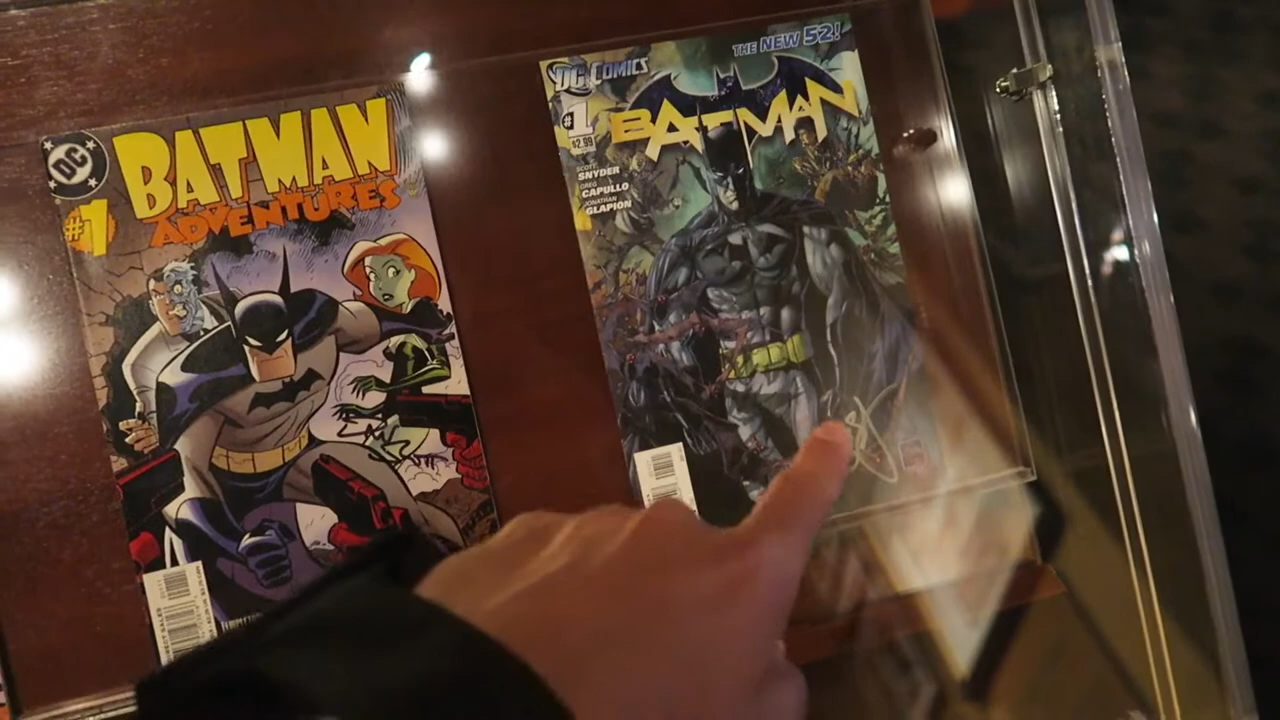 DC
#1
BATMAN
ADVENTURES
DC COMICS
THE NEW 52!
#1
$2.99
BATMAN
SCOTT
SNYDER
GREG
CAPULLO
JONATHAN
GLAPION